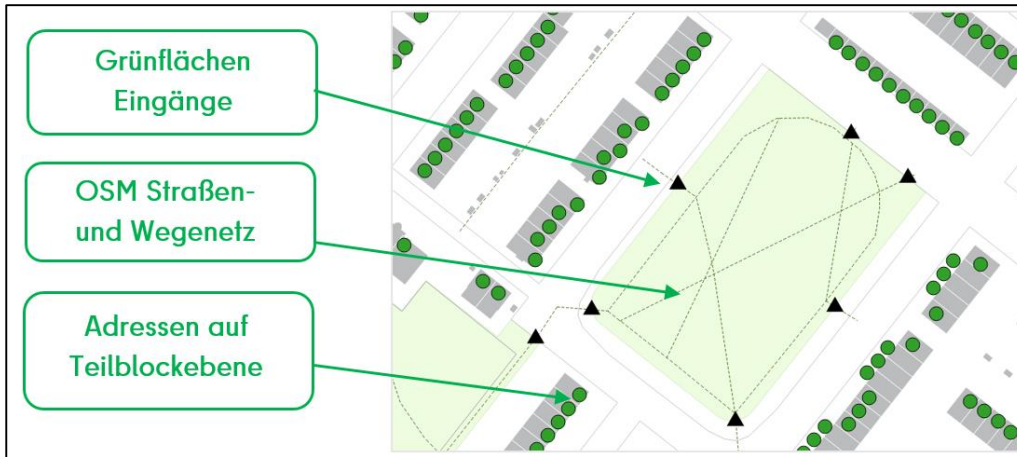 Grünflächen
Eingänge
OSM Straßen-
und Wegenetz
Adressen auf
Teilblockebene